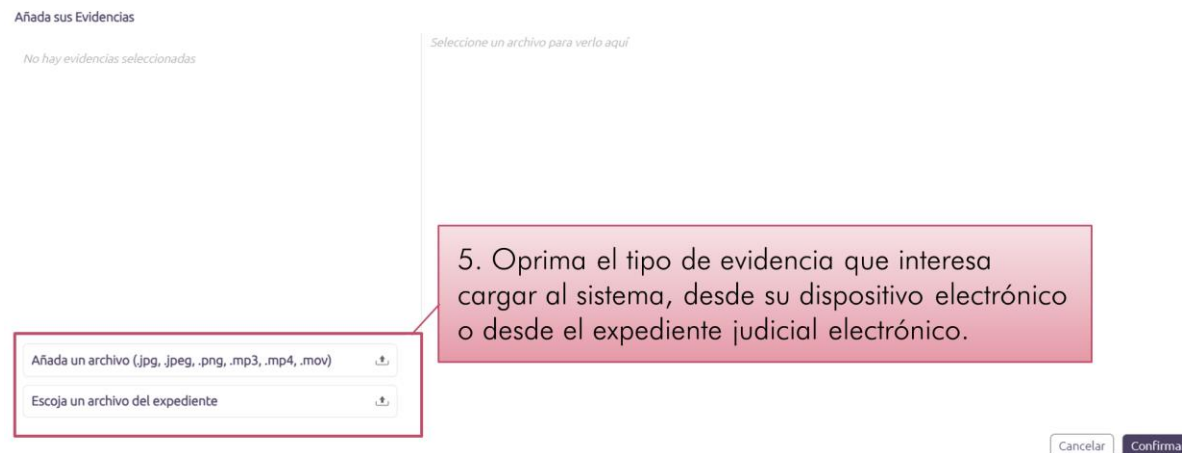 Añada sus Evidencias
No hay evidencias seleccionadas
Seleccione un archivo para verlo aquí
5. Oprima el tipo de evidencia que interesa
cargar al sistema, desde su dispositivo electrónico
o desde el expediente judicial electrónico.
Añada un archivo (.jpg, .jpeg, .png, .mp3, .mp4, .mov)
Escoja un archivo del expediente
Cancelar
Confirma